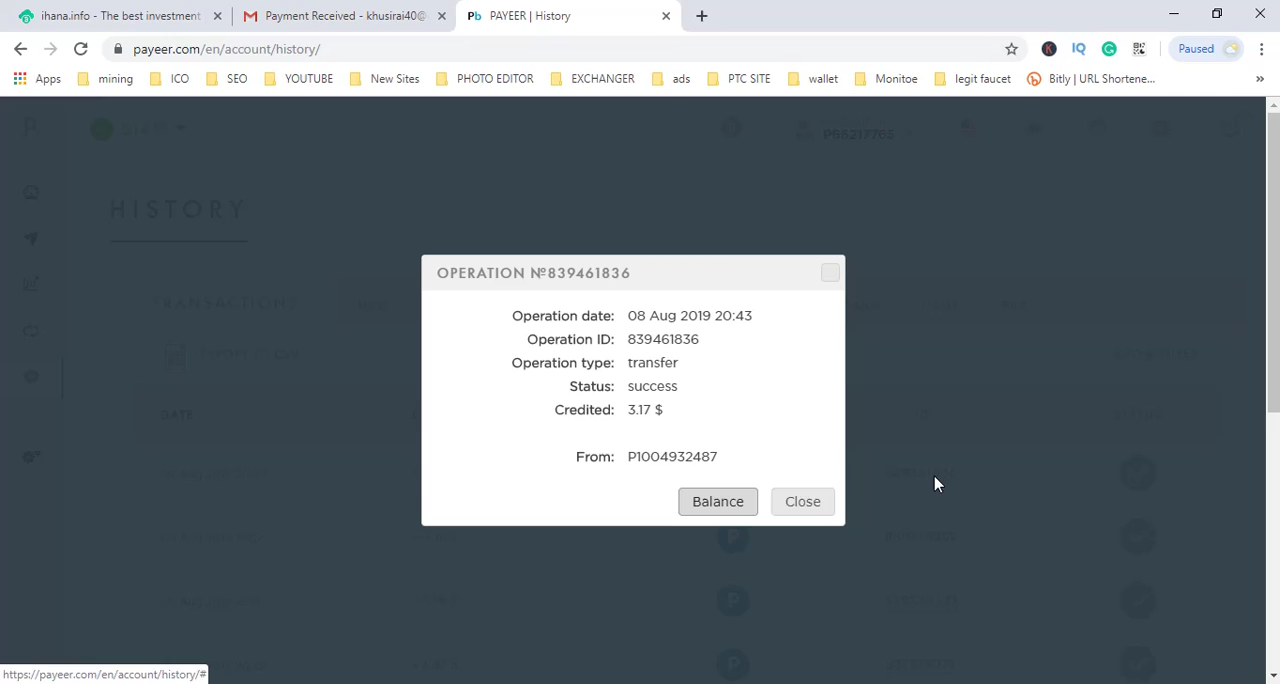 ihana.info - The best investment
Payment Received - khusirai40@
PAYEER | History
payeer.com/en/account/history/
Paused
Apps mining ICO SEO YOUTUBE New Sites PHOTO EDITOR EXCHANGER ads PTC SITE wallet Monitoe legit faucet Bitly | URL Shortene... »
HISTORY
TRANSACTIONS
DATE
OPERATION №839461836
Operation date: 08 Aug 2019 20:43
Operation ID: 839461836
Operation type: transfer
Status: success
Credited: 3.17 $
From: P1004932487
Balance Close
https://payeer.com/en/account/history/#